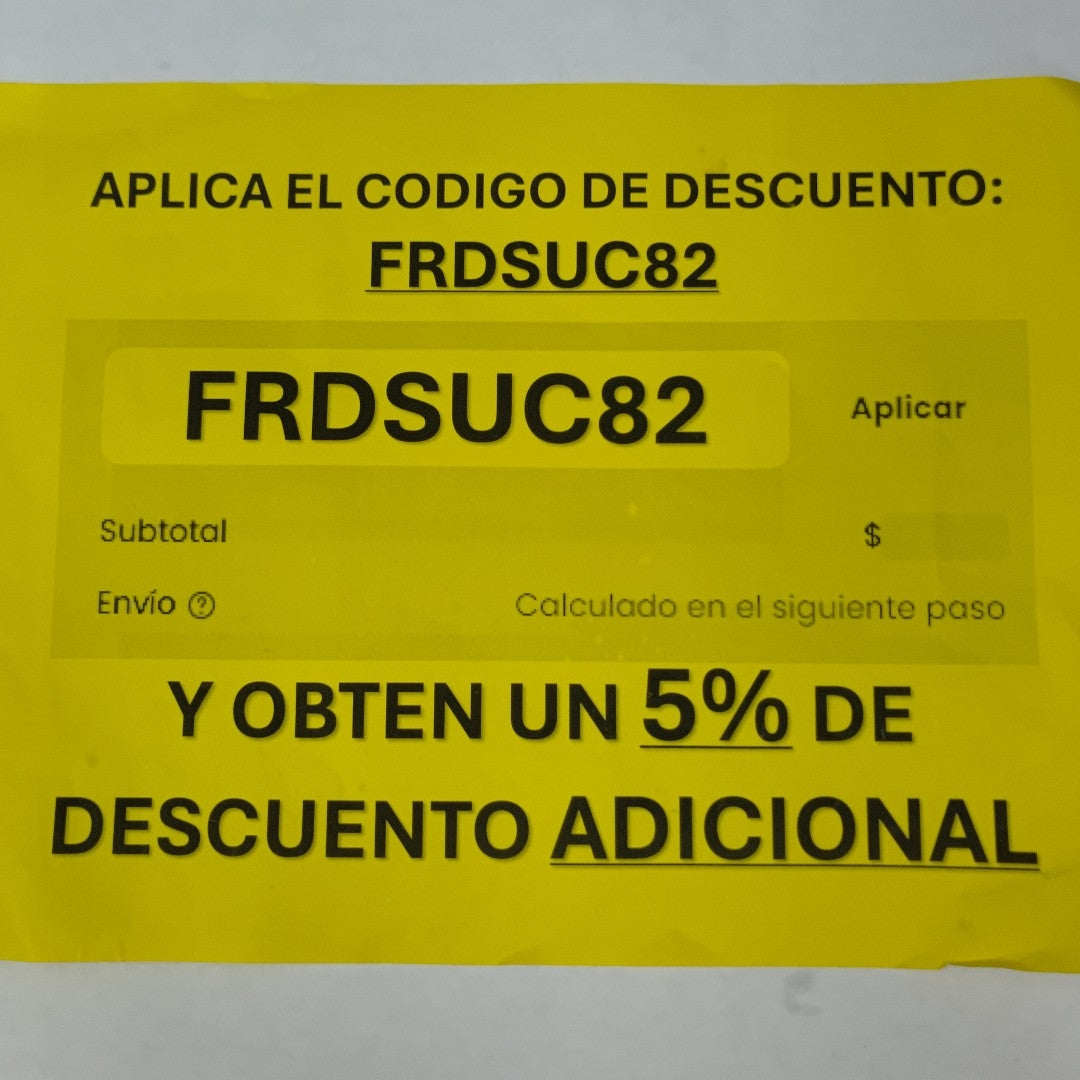 APLICA EL CODIGO DE DESCUENTO:
FRDSUC82
FRDSUC82 Aplicar
Subtotal $
Envío ? Calculado en el siguiente paso
Y OBTEN UN 5% DE
DESCUENTO ADICIONAL